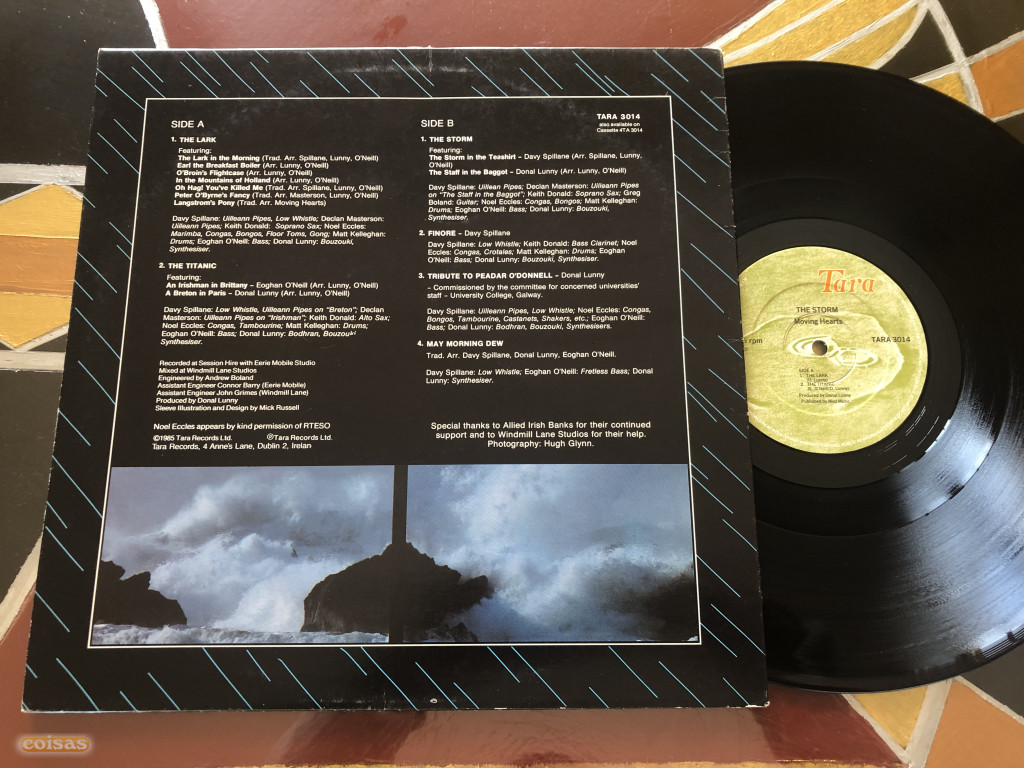 SIDE A
1. THE LARK
Featuring:
The Lark in the Morning (Trad. Arr. Spillane, Lunny, O'Neill)
Earl the Breakfast Boiler (Arr. Lunny, O'Neill)
O'Broin's Flightcase (Arr. Lunny, O'Neill)
In the Mountains of Holland (Arr. Lunny, O'Neill)
Oh Hag! You've Killed Me (Trad. Arr. Spillane, Lunny, O'Neill)
Peter O'Byrne's Fancy (Trad. Arr. Masterson, Lunny, O'Neill)
Langstrom's Pony (Trad. Arr. Moving Hearts)
Davy Spillane: Uilleann Pipes, Low Whistle; Declan Masterson:
Uilleann Pipes; Keith Donald: Soprano Sax; Noel Eccles:
Marimba, Congas, Bongos, Floor Toms, Gong; Matt Kelleghan:
Drums; Eoghan O'Neill: Bass; Donal Lunny: Bouzouki,
Synthesiser.
2. THE TITANIC
Featuring:
An Irishman in Brittany – Eoghan O'Neill (Arr. Lunny, O'Neill)
A Breton in Paris – Donal Lunny (Arr. Lunny, O'Neill)
Davy Spillane: Low Whistle, Uilleann Pipes on "Breton"; Declan
Masterson: Uilleann Pipes on "Irishman"; Keith Donald: Alto Sax;
Noel Eccles: Congas, Tambourine; Matt Kelleghan: Drums;
Eoghan O'Neill: Bass; Donal Lunny: Bodhran, Bouzouki
Synthesiser.
Recorded at Session Hire with Eerie Mobile Studio
Mixed at Windmill Lane Studios
Engineered by Andrew Boland
Assistant Engineer Connor Barry (Eerie Mobile)
Assistant Engineer John Grimes (Windmill Lane)
Produced by Donal Lunny
Sleeve Illustration and Design by Mick Russell
Noel Eccles appears by kind permission of RTESO
©1985 Tara Records Ltd. ℗Tara Records Ltd.
Tara Records, 4 Anne's Lane, Dublin 2, Irelan
SIDE B
TARA 3014
also available on
Cassette 4TA 3014
1. THE STORM
Featuring:
The Storm in the Teashirt – Davy Spillane (Arr. Spillane, Lunny,
O'Neill)
The Staff in the Baggot – Donal Lunny (Arr. Lunny, O'Neill)
Davy Spillane: Uillean Pipes; Declan Masterson: Uilleann Pipes
on "The Staff in the Baggot"; Keith Donald: Soprano Sax; Greg
Boland: Guitar; Noel Eccles: Congas, Bongos; Matt Kelleghan:
Drums; Eoghan O'Neill: Bass; Donal Lunny: Bouzouki,
Synthesiser.
2. FINORE – Davy Spillane
Davy Spillane: Low Whistle; Keith Donald: Bass Clarinet; Noel
Eccles: Congas, Crotales; Matt Kelleghan: Drums; Eoghan
O'Neill: Bass; Donal Lunny: Bouzouki, Synthesiser.
3. TRIBUTE TO PEADAR O'DONNELL – Donal Lunny
– Commissioned by the committee for concerned universities'
staff – University College, Galway.
Davy Spillane: Uilleann Pipes, Low Whistle; Noel Eccles: Congas,
Bongos, Tambourine, Castanets, Shakers, etc.; Eoghan O'Neill:
Bass; Donal Lunny: Bodhran, Bouzouki, Synthesisers.
4. MAY MORNING DEW
Trad. Arr. Davy Spillane, Donal Lunny, Eoghan O'Neill.
Davy Spillane: Low Whistle; Eoghan O'Neill: Fretless Bass; Donal
Lunny: Synthesiser.
Special thanks to Allied Irish Banks for their continued
support and to Windmill Lane Studios for their help.
Photography: Hugh Glynn.
Tara
THE STORM
Moving Hearts
rpm
TARA 3014
SIDE A
1. THE LARK
2. THE TITANIC
Produced by Donal Lunny
coisas